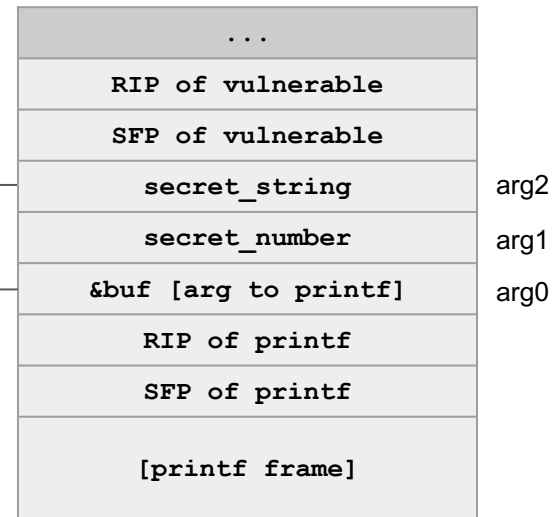 ...
RIP of vulnerable
SFP of vulnerable
secret_string arg2
secret_number arg1
&buf [arg to printf] arg0
RIP of printf
SFP of printf
[printf frame]